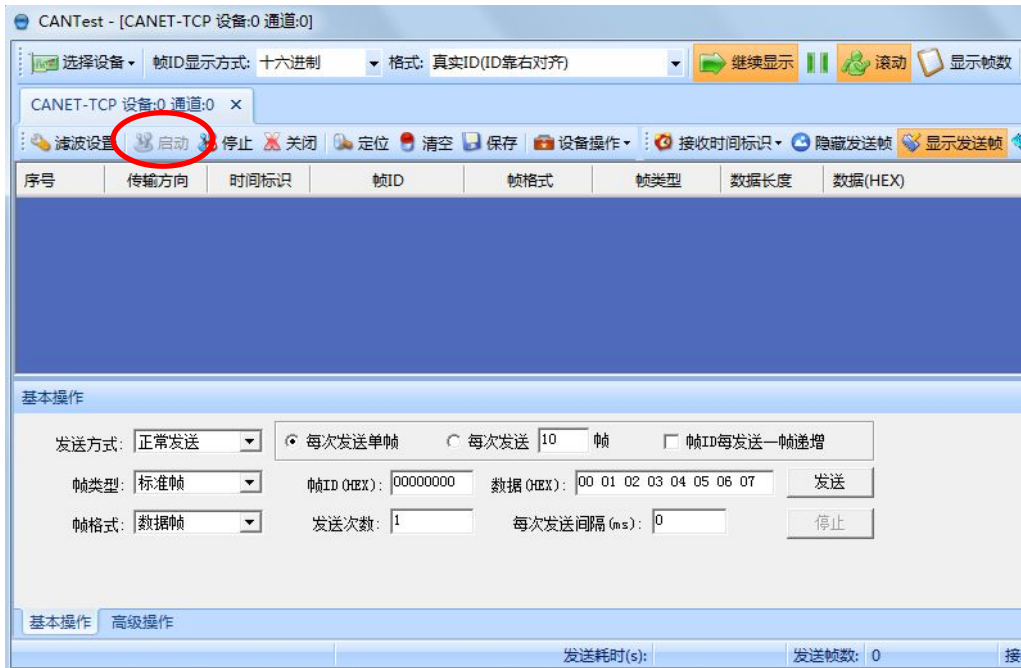 CANTest - [CANET-TCP 设备:0 通道:0]
选择设备 帧ID显示方式: 十六进制 格式: 真实ID(ID靠右对齐) 继续显示 滚动 显示帧数
CANET-TCP 设备:0 通道:0 ×
滤波设置 启动 停止 关闭 定位 清空 保存 设备操作 接收时间标识 隐藏发送帧 显示发送帧
序号 传输方向 时间标识 帧ID 帧格式 帧类型 数据长度 数据(HEX)
基本操作
发送方式: 正常发送 每次发送单帧 每次发送 10 帧 帧ID每发送一帧递增
帧类型: 标准帧 帧ID(HEX): 00000000 数据(HEX): 00 01 02 03 04 05 06 07 发送
帧格式: 数据帧 发送次数: 1 每次发送间隔(ms): 0 停止
基本操作 高级操作
发送耗时(s): 发送帧数: 0 接